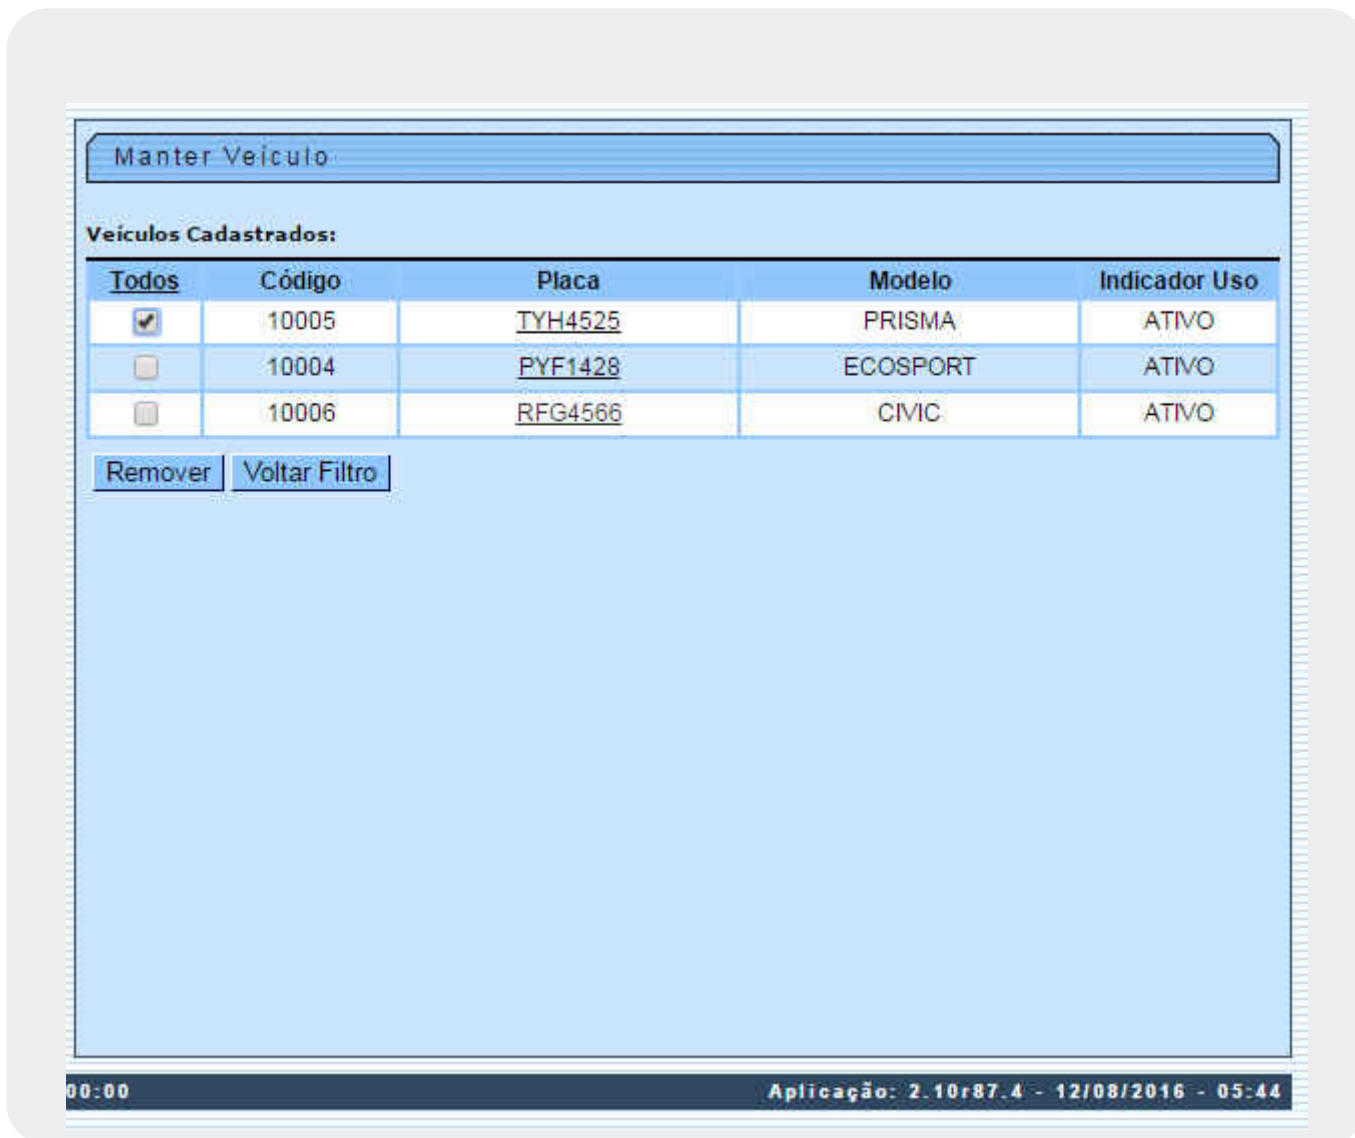 Manter Veículo
Veículos Cadastrados:
Todos Código Placa Modelo Indicador Uso
10005 TYH4525 PRISMA ATIVO
10004 PYF1428 ECOSPORT ATIVO
10006 RFG4566 CIVIC ATIVO
Remover Voltar Filtro
00:00 Aplicação: 2.10r87.4 - 12/08/2016 - 05:44